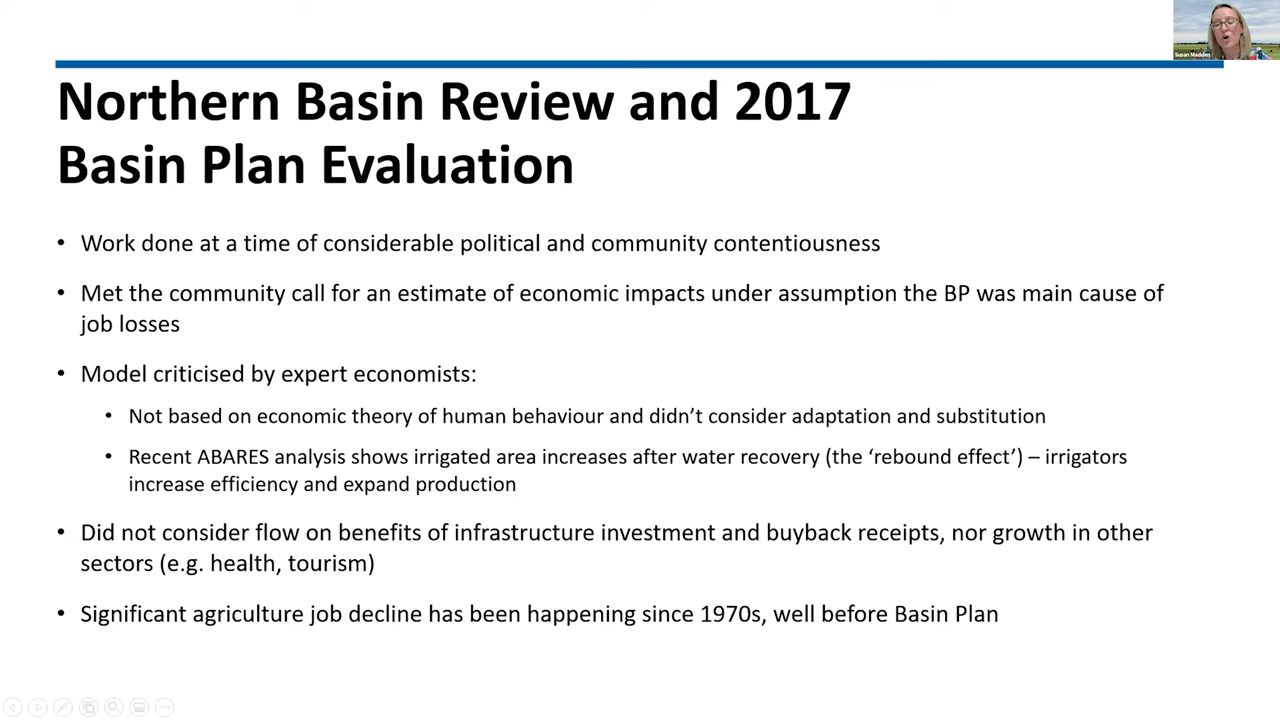 Susan Madden
Northern Basin Review and 2017
Basin Plan Evaluation
• Work done at a time of considerable political and community contentiousness
• Met the community call for an estimate of economic impacts under assumption the BP was main cause of
job losses
• Model criticised by expert economists:
• Not based on economic theory of human behaviour and didn’t consider adaptation and substitution
• Recent ABARES analysis shows irrigated area increases after water recovery (the ‘rebound effect’) – irrigators
increase efficiency and expand production
• Did not consider flow on benefits of infrastructure investment and buyback receipts, nor growth in other
sectors (e.g. health, tourism)
• Significant agriculture job decline has been happening since 1970s, well before Basin Plan